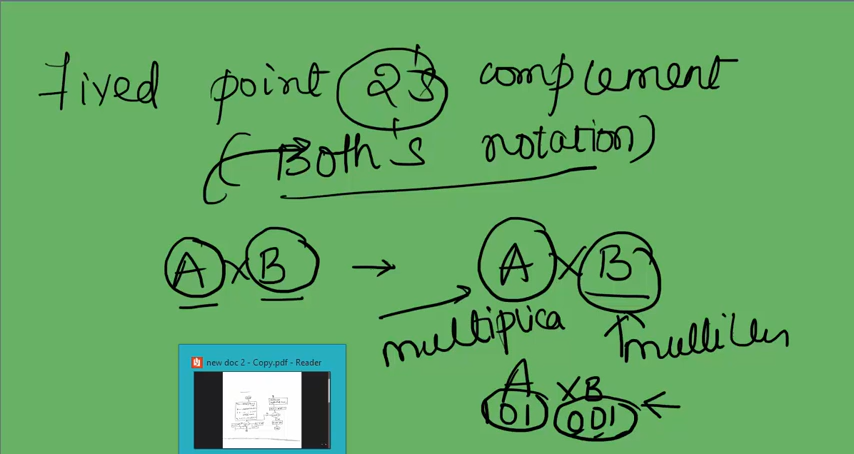 Fixed point 2's complement
(Both's notation)
A x B → A x B
multiplica
new doc 2 - Copy.pdf - Reader
A x B
01 001